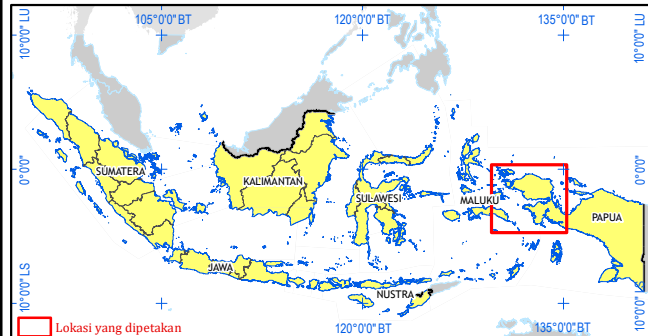 105°0'0" BT 120°0'0" BT 135°0'0" BT
10°0'0" LU 10°0'0" LU
0°0'0" 0°0'0"
SUMATERA
KALIMANTAN
SULAWESI
MALUKU
PAPUA
JAWA
NUSTRA
10°0'0" LS 10°0'0"
120°0'0" BT 135°0'0" BT
Lokasi yang dipetakan